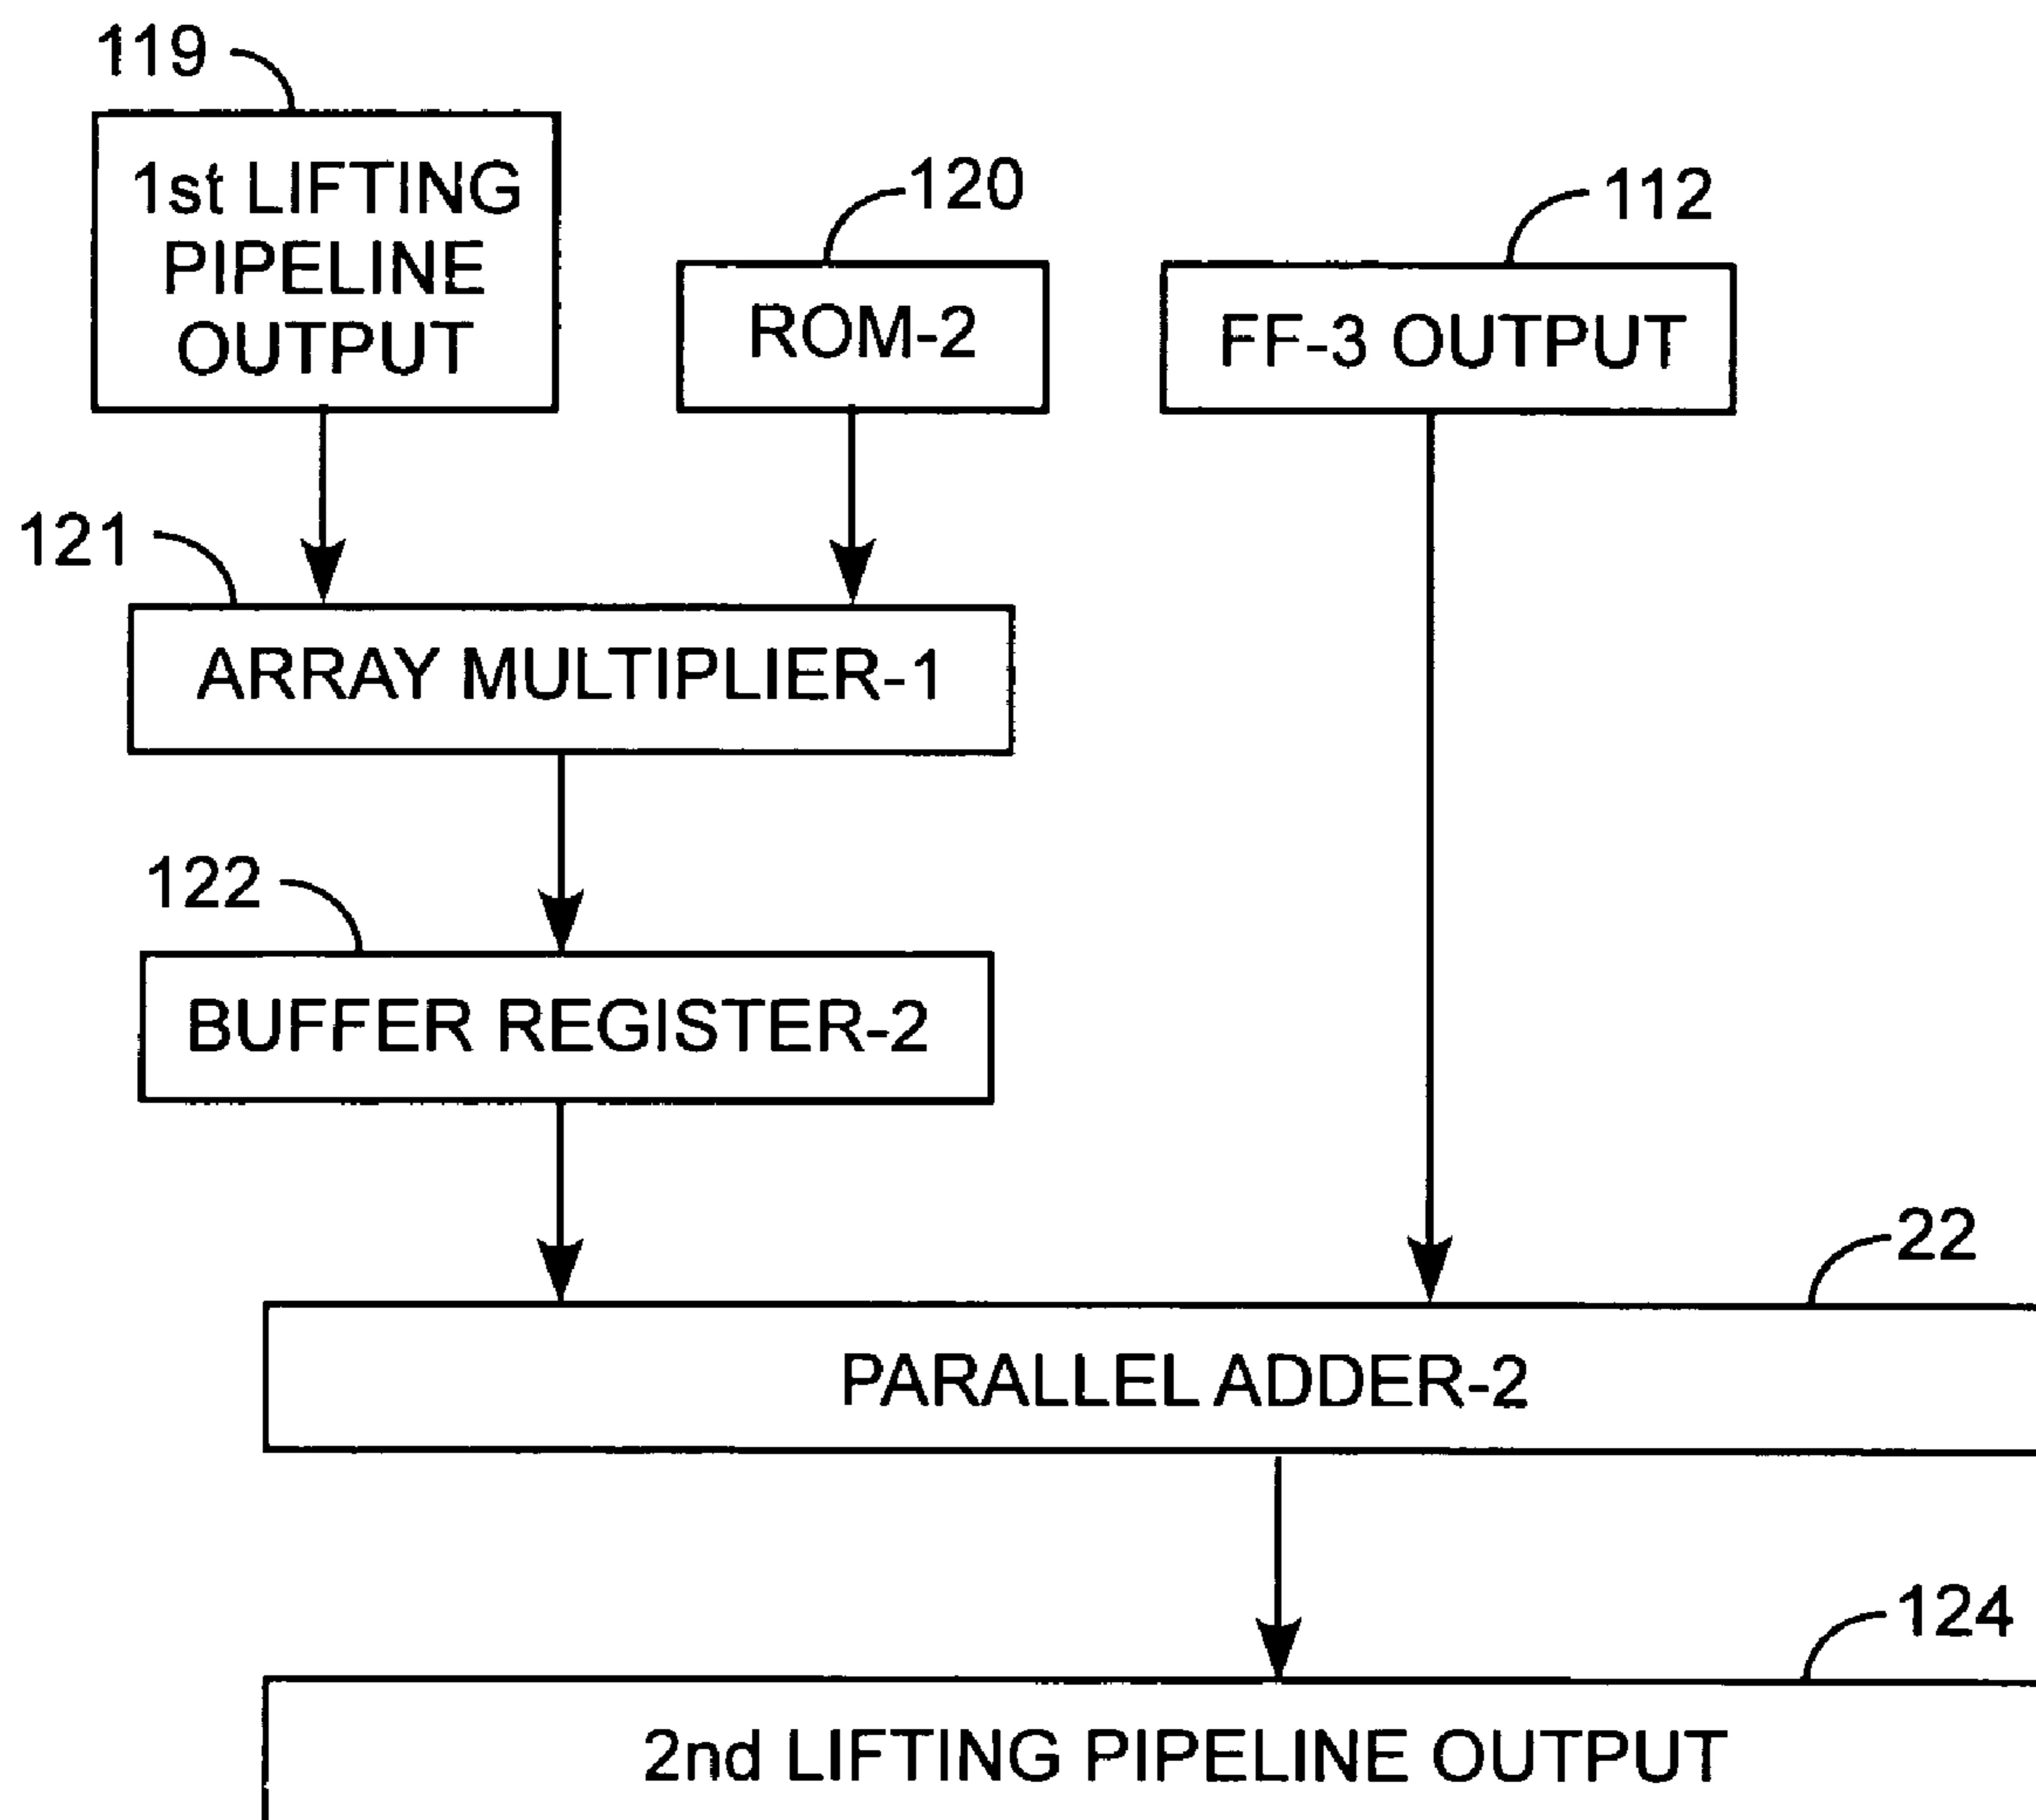 119
1st LIFTING
PIPELINE
OUTPUT
120
ROM-2
112
FF-3 OUTPUT
121
ARRAY MULTIPLIER-1
122
BUFFER REGISTER-2
22
PARALLEL ADDER-2
124
2nd LIFTING PIPELINE OUTPUT